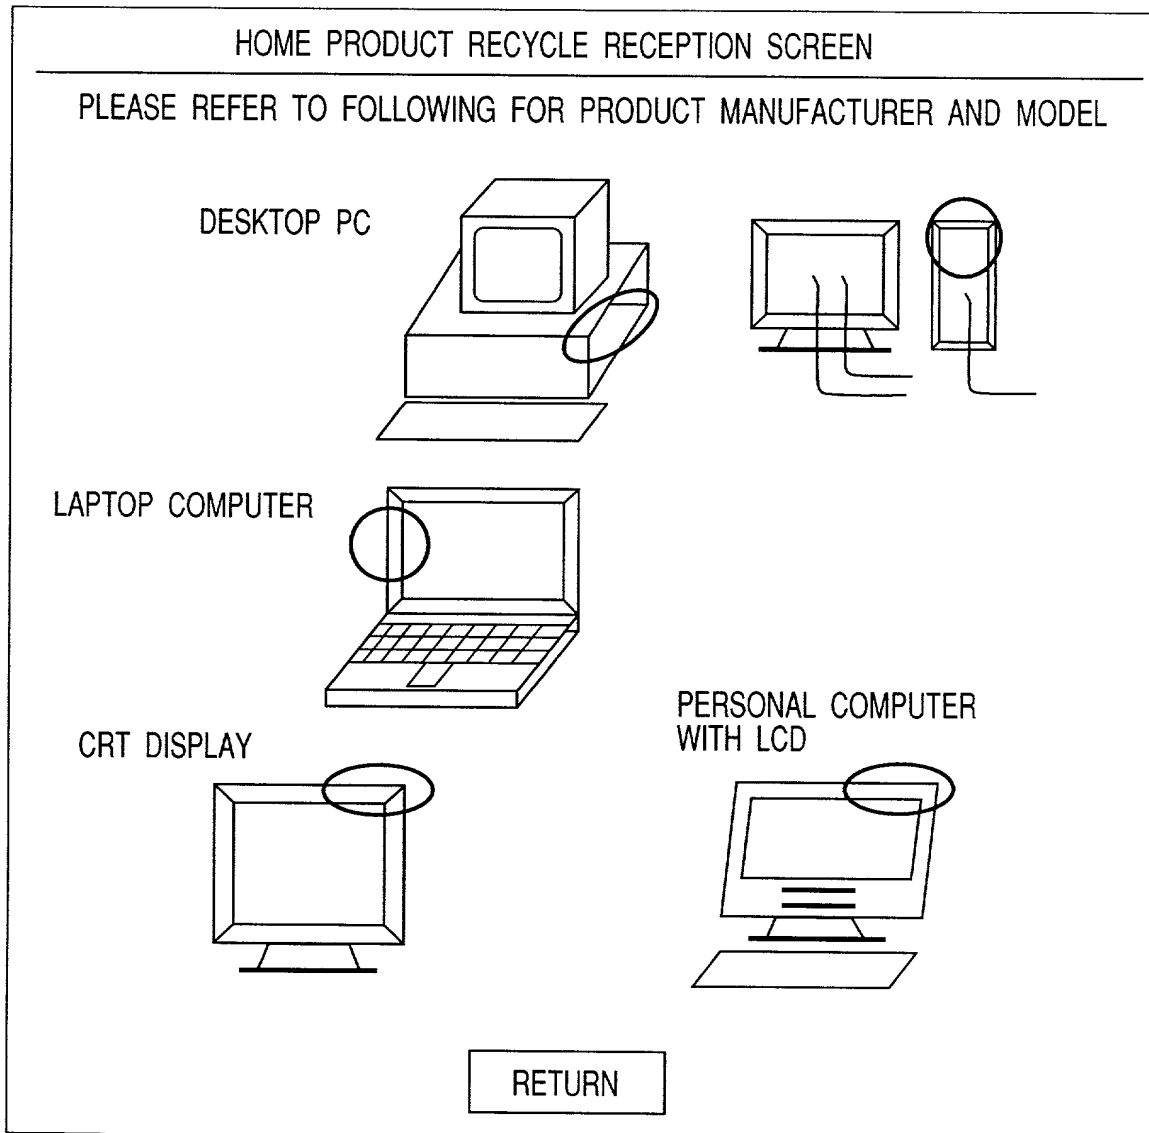 HOME PRODUCT RECYCLE RECEPTION SCREEN
PLEASE REFER TO FOLLOWING FOR PRODUCT MANUFACTURER AND MODEL
DESKTOP PC
LAPTOP COMPUTER
CRT DISPLAY
PERSONAL COMPUTER
WITH LCD
RETURN